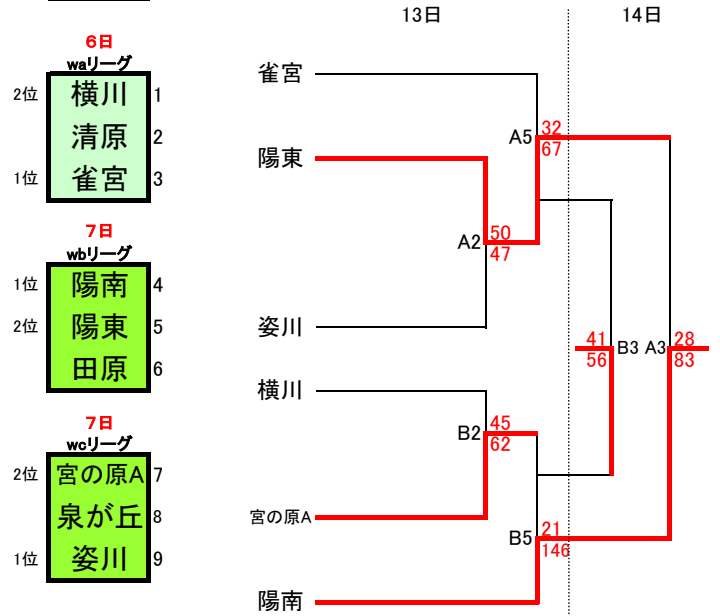 13日
14日
6日
waリーグ
2位 横川 1
清原 2
1位 雀宮 3
7日
wbリーグ
1位 陽南 4
2位 陽東 5
田原 6
7日
wcリーグ
2位 宮の原A 7
泉が丘 8
1位 姿川 9
雀宮
陽東
姿川
横川
宮の原A
陽南
A5
32
67
A2
50
47
B2
45
62
B5
21
146
41
56
B3
A3
28
83